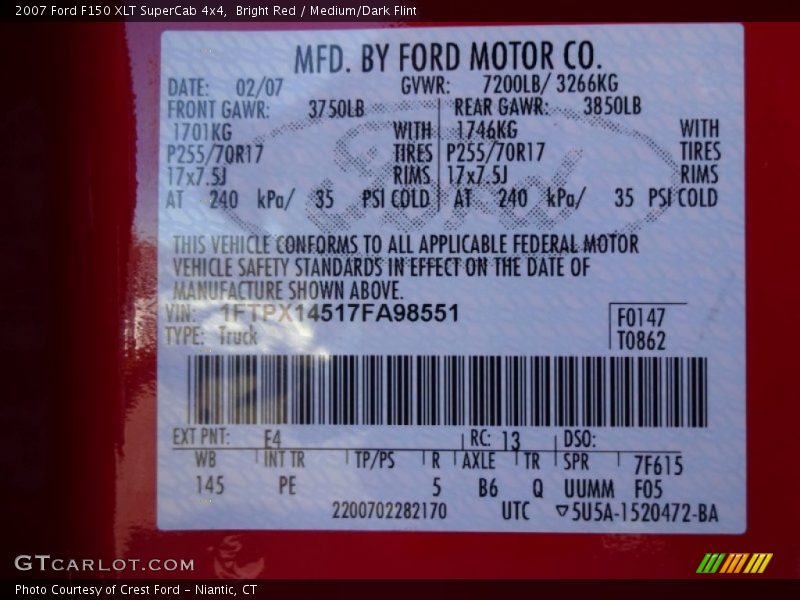 2007 Ford F150 XLT SuperCab 4x4,  Bright Red / Medium/Dark Flint
MFD. BY FORD MOTOR CO.
DATE: 02/07 GVWR: 7200LB/ 3266KG
FRONT GAWR: 3750LB REAR GAWR: 3850LB
1701KG WITH 1746KG WITH
P255/70R17 TIRES P255/70R17 TIRES
17x7.5J RIMS 17x7.5J RIMS
AT 240 kPa/ 35 PSI COLD AT 240 kPa/ 35 PSI COLD
THIS VEHICLE CONFORMS TO ALL APPLICABLE FEDERAL MOTOR
VEHICLE SAFETY STANDARDS IN EFFECT ON THE DATE OF
MANUFACTURE SHOWN ABOVE.
VIN: 1FTPX14517FA98551 F0147
TYPE: Truck T0862
EXT PNT: E4 RC: 13 DSO:
WB INT TR TP/PS R AXLE TR SPR 7F615
145 PE 5 B6 Q UUMM F05
2200702282170 UTC ▽5U5A-1520472-BA
Ford
GTCARLOT.COM
Photo Courtesy of Crest Ford – Niantic, CT